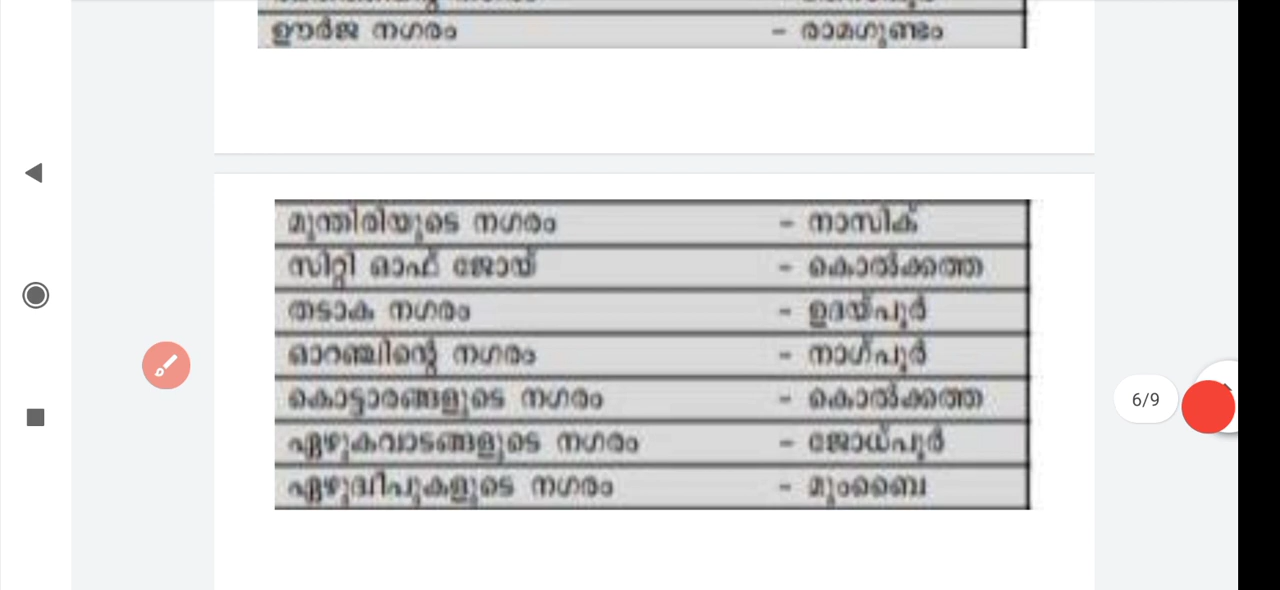 ഊർജ നഗരം - രാമഗുണ്ടം
മുന്തിരിയുടെ നഗരം - നാസിക്
സിറ്റി ഓഫ് ജോയ് - കൊൽക്കത്ത
തടാക നഗരം - ഉദയ്പൂർ
ഓറഞ്ചിന്റെ നഗരം - നാഗ്പൂർ
കൊട്ടാരങ്ങളുടെ നഗരം - കൊൽക്കത്ത
ഏഴുകവാടങ്ങളുടെ നഗരം - ജോധ്പൂർ
ഏഴുദ്വീപുകളുടെ നഗരം - മുംബൈ
6/9